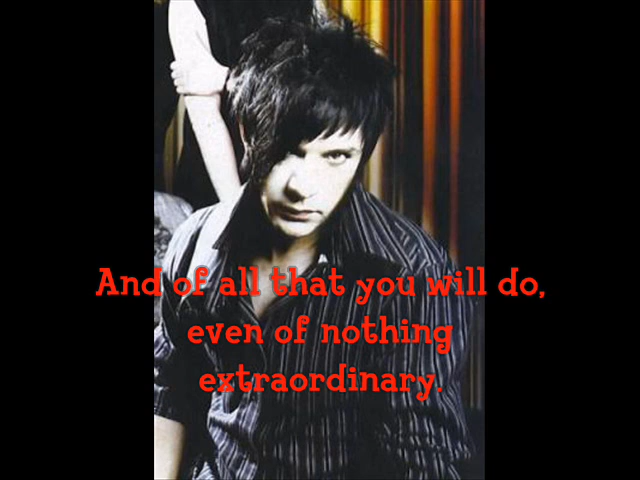 And of all that you will do,
even of nothing
extraordinary.